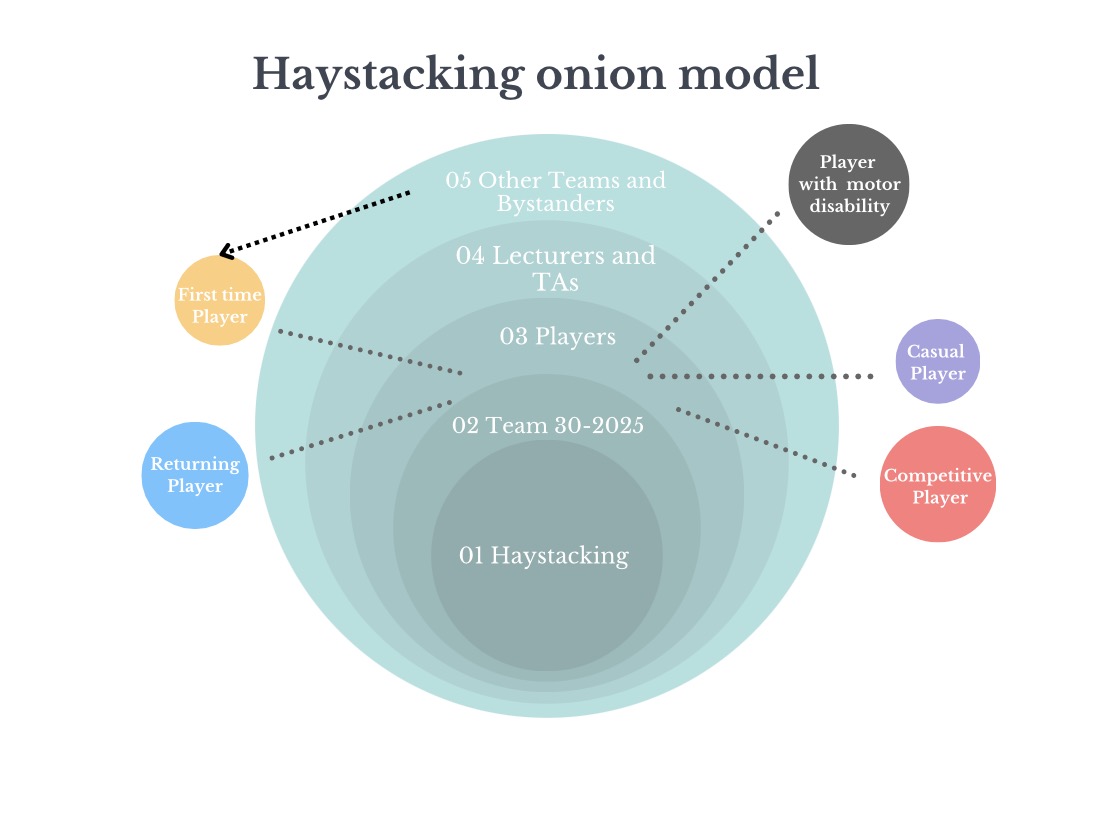 Haystacking onion model
05 Other Teams and
Bystanders
04 Lecturers and
TAs
03 Players
02 Team 30-2025
01 Haystacking
First time
Player
Returning
Player
Player
with motor
disability
Casual
Player
Competitive
Player